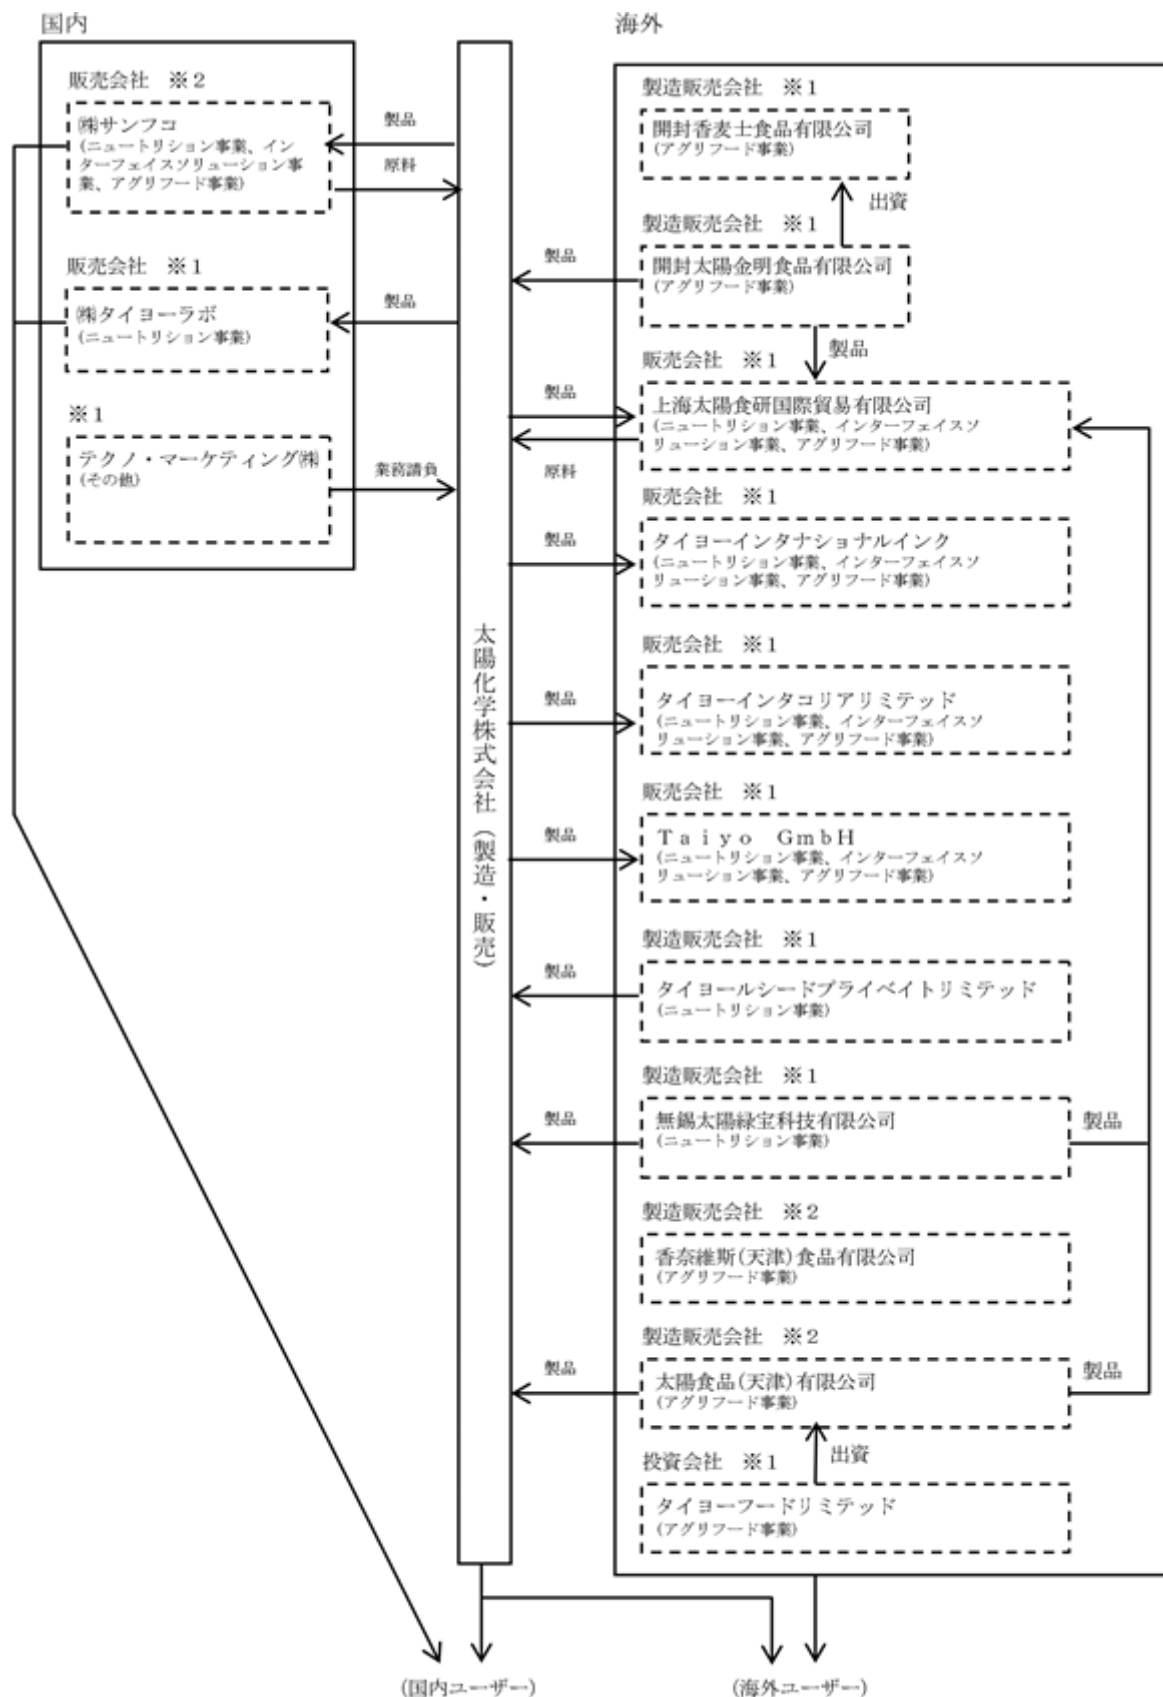 国内
販売会社　※2
㈱サンフコ
(ニュートリション事業、イン
ターフェイスソリューション事
業、アグリフード事業)
製品
原料
販売会社　※1
㈱タイヨーラボ
(ニュートリション事業)
製品
※1
テクノ・マーケティング㈱
(その他)
業務請負
太陽化学株式会社（製造・販売）
海外
製造販売会社　※1
開封香麦士食品有限公司
(アグリフード事業)
出資
製造販売会社　※1
開封太陽金明食品有限公司
(アグリフード事業)
製品
製品
販売会社　※1
上海太陽食研国際貿易有限公司
(ニュートリション事業、インターフェイスソ
リューション事業、アグリフード事業)
製品
原料
販売会社　※1
タイヨーインタナショナルインク
(ニュートリション事業、インターフェイスソ
リューション事業、アグリフード事業)
製品
販売会社　※1
タイヨーインタコリアリミテッド
(ニュートリション事業、インターフェイスソ
リューション事業、アグリフード事業)
製品
販売会社　※1
Ｔａｉｙｏ　ＧｍｂＨ
(ニュートリション事業、インターフェイスソ
リューション事業、アグリフード事業)
製品
製造販売会社　※1
タイヨールシードプライベイトリミテッド
(ニュートリション事業)
製品
製造販売会社　※1
無錫太陽緑宝科技有限公司
(ニュートリション事業)
製品
製品
製造販売会社　※2
香奈維斯(天津)食品有限公司
(アグリフード事業)
製造販売会社　※2
太陽食品(天津)有限公司
(アグリフード事業)
製品
製品
出資
投資会社　※1
タイヨーフードリミテッド
(アグリフード事業)
(国内ユーザー)
(海外ユーザー)